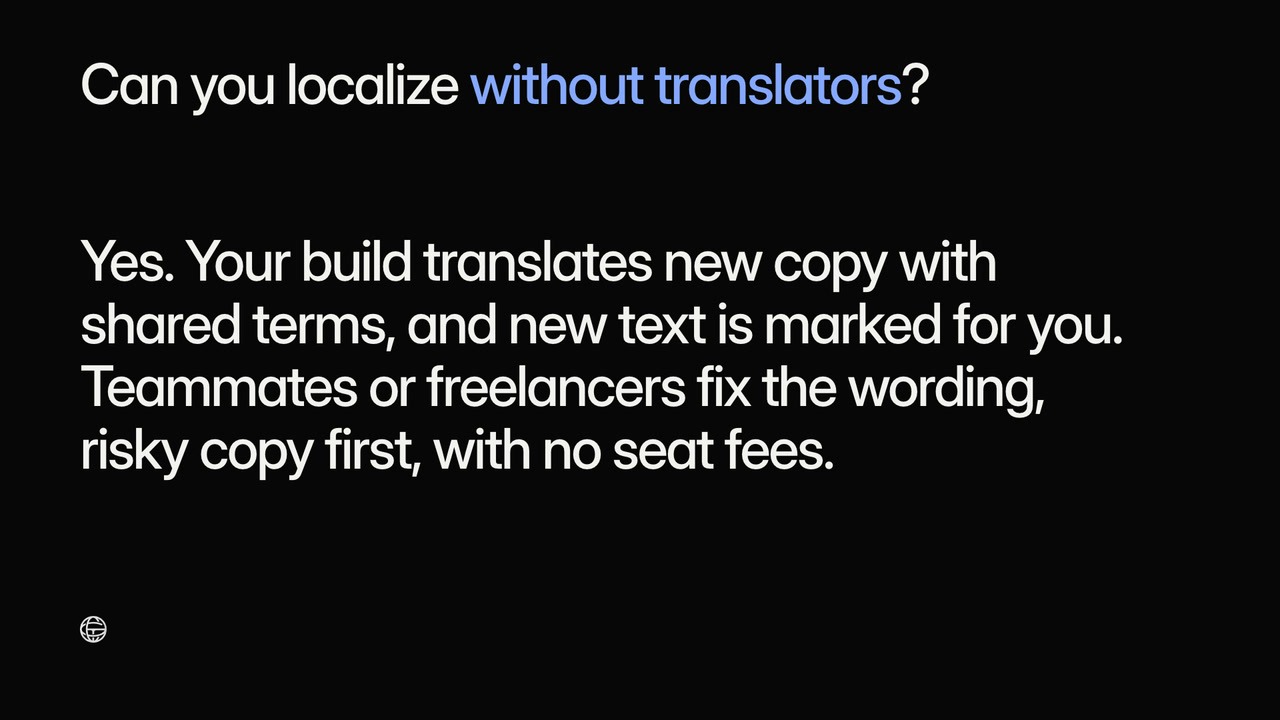 Can you localize without translators?
Yes. Your build translates new copy with
shared terms, and new text is marked for you.
Teammates or freelancers fix the wording,
risky copy first, with no seat fees.